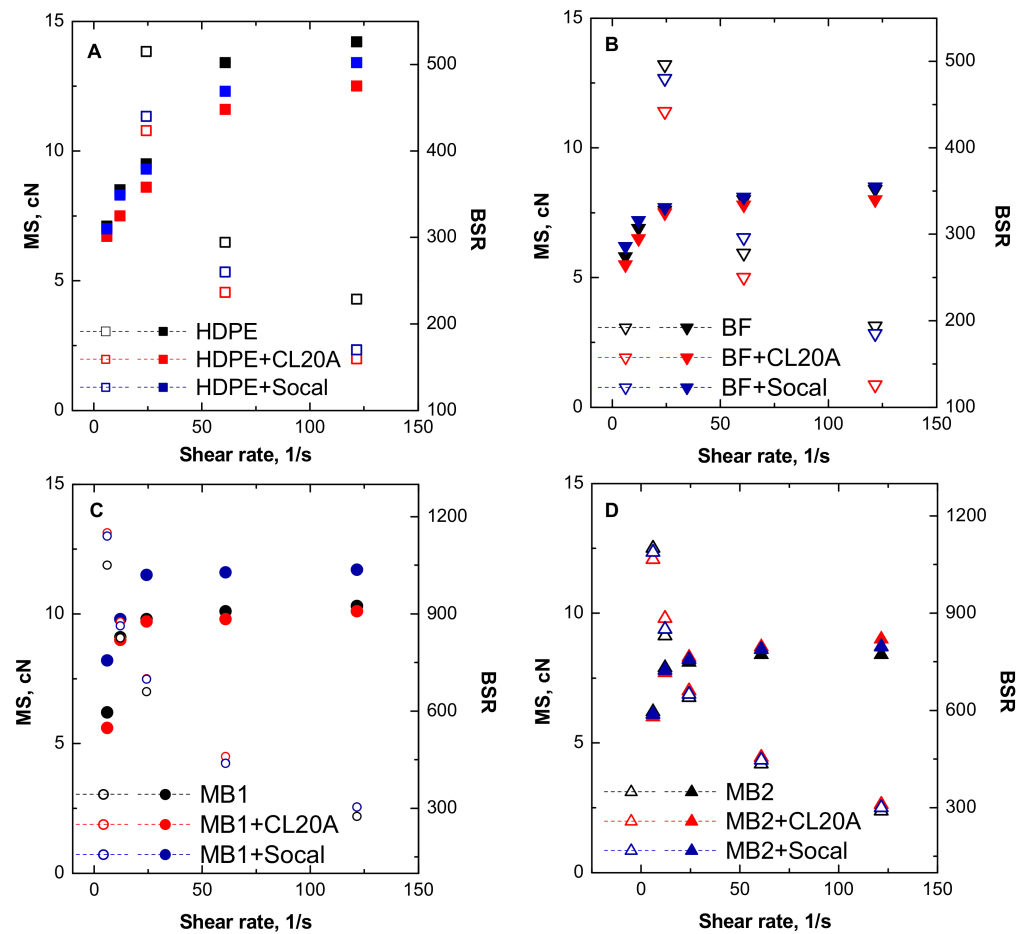 A
15
10
5
0
MS, cN
500
400
300
200
100
BSR
HDPE
HDPE+CL20A
HDPE+Socal
0 50 100 150
Shear rate, 1/s
B
15
10
5
0
MS, cN
500
400
300
200
100
BSR
BF
BF+CL20A
BF+Socal
0 50 100 150
Shear rate, 1/s
C
15
10
5
0
MS, cN
1200
900
600
300
BSR
MB1
MB1+CL20A
MB1+Socal
0 50 100 150
Shear rate, 1/s
D
15
10
5
0
MS, cN
1200
900
600
300
BSR
MB2
MB2+CL20A
MB2+Socal
0 50 100 150
Shear rate, 1/s